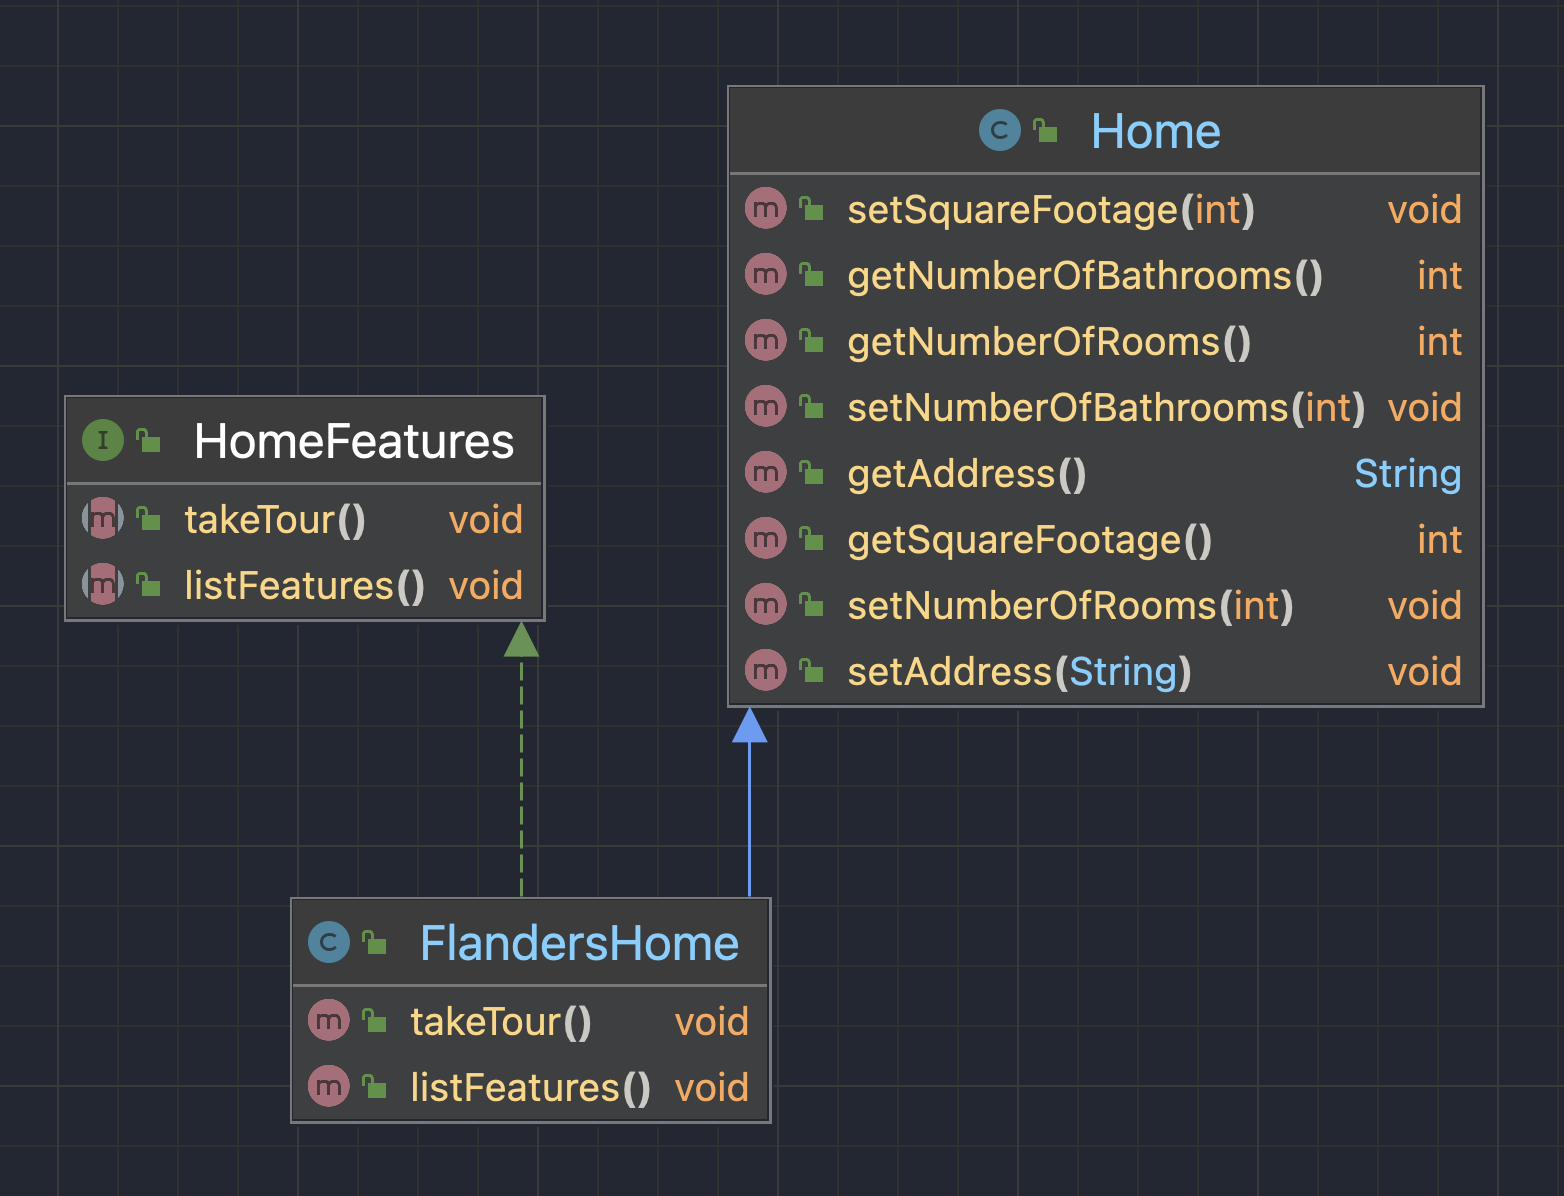 C Home
m setSquareFootage(int) void
m getNumberOfBathrooms() int
m getNumberOfRooms() int
m setNumberOfBathrooms(int) void
m getAddress() String
m getSquareFootage() int
m setNumberOfRooms(int) void
m setAddress(String) void
I HomeFeatures
m takeTour() void
m listFeatures() void
C FlandersHome
m takeTour() void
m listFeatures() void